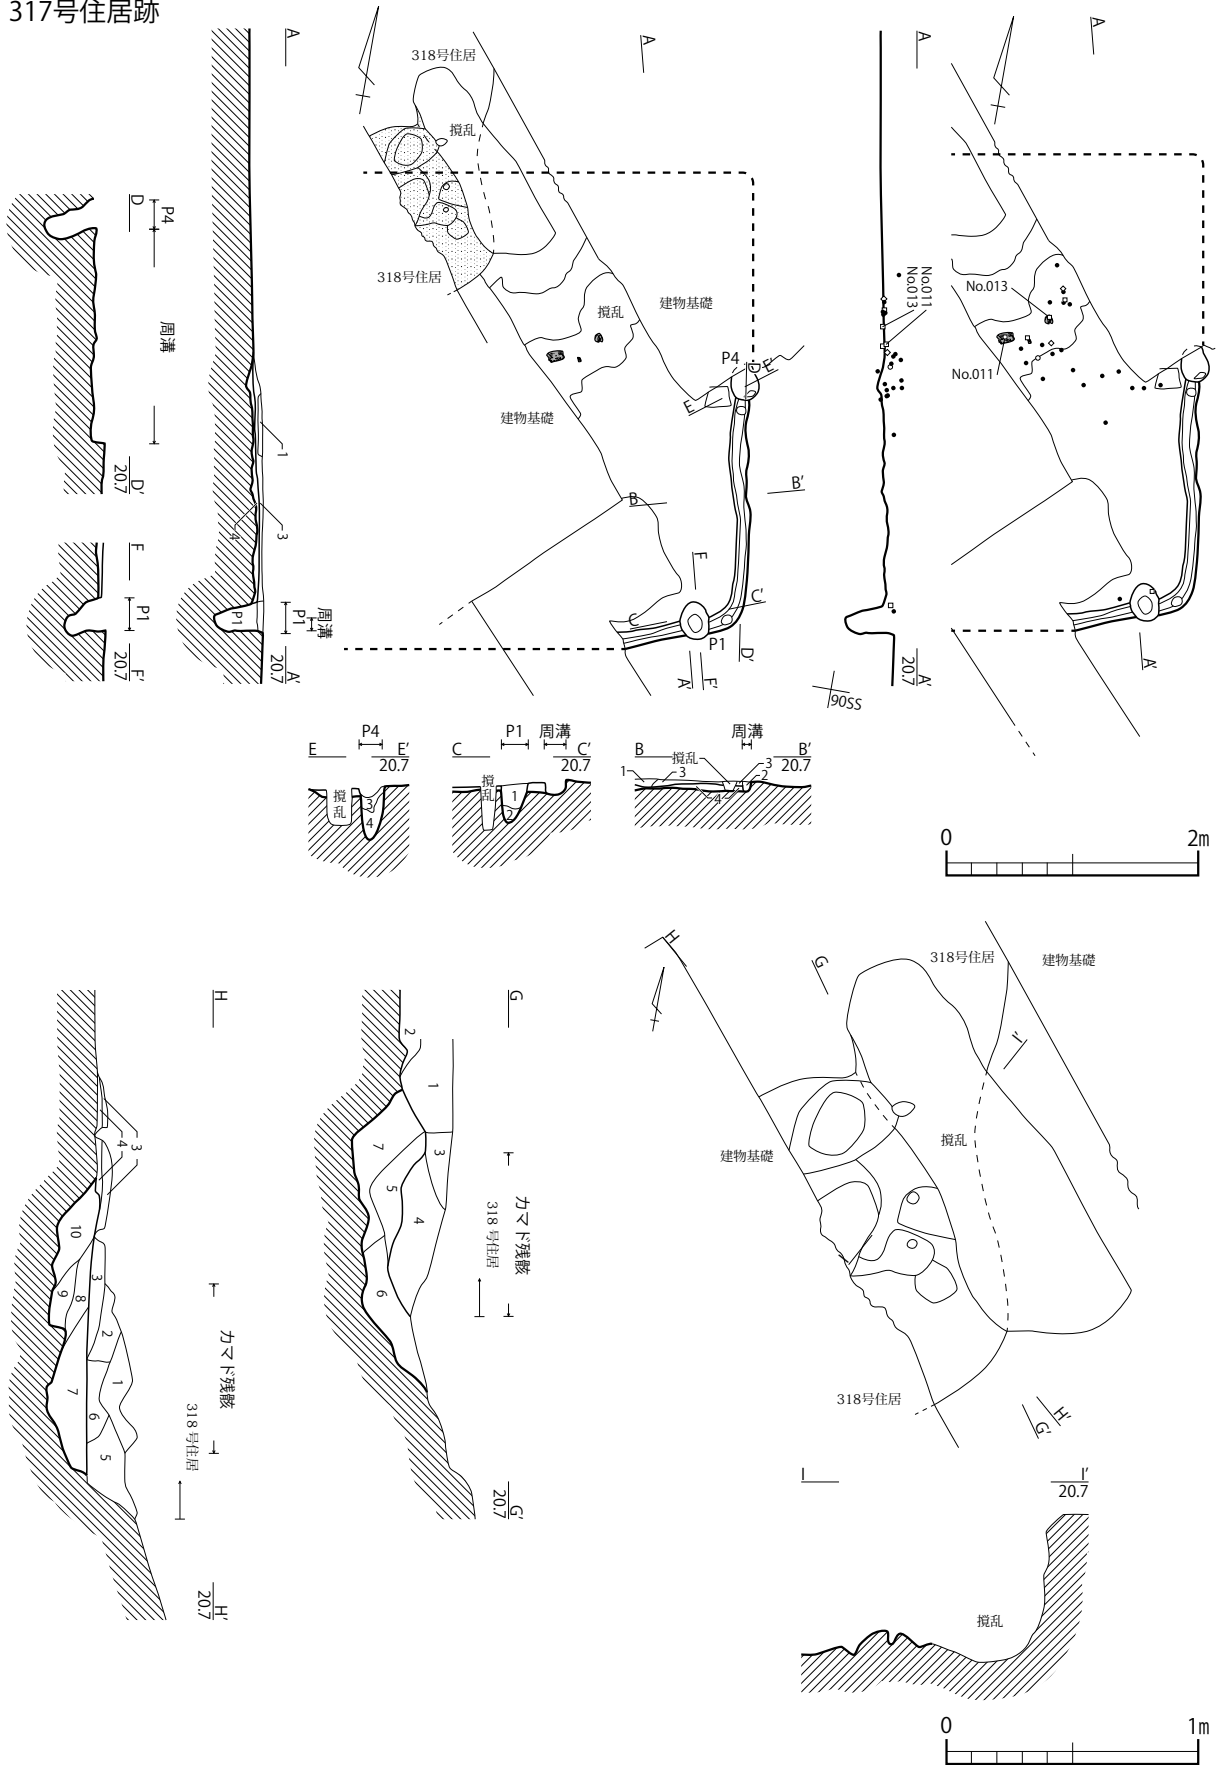 317号住居跡
A
318号住居
撹乱
318号住居
撹乱
建物基礎
建物基礎
A
P4
D
E'
E
B
B'
F
C
C'
P1
D'
A'
F'
A
No.011
No.013
20.7
A'
90SS
A
No.013
No.011
A'
D
P4
周溝
20.7
D'
F
P1
20.7
F'
A
1
3
4
P1
P1
周溝
20.7
A'
P4
E
E'
20.7
撹乱
3
4
P1
周溝
C
C'
20.7
撹乱
1
2
周溝
B
撹乱
B'
20.7
1
3
3
2
4
0
2m
H
3
4
10
9
8
3
2
1
7
6
5
カマド残骸
318号住居
20.7
H'
G
2
1
7
3
5
4
6
カマド残骸
318号住居
20.7
G'
H
G
318号住居
建物基礎
I'
撹乱
建物基礎
318号住居
H'
G'
I
I'
20.7
撹乱
0
1m